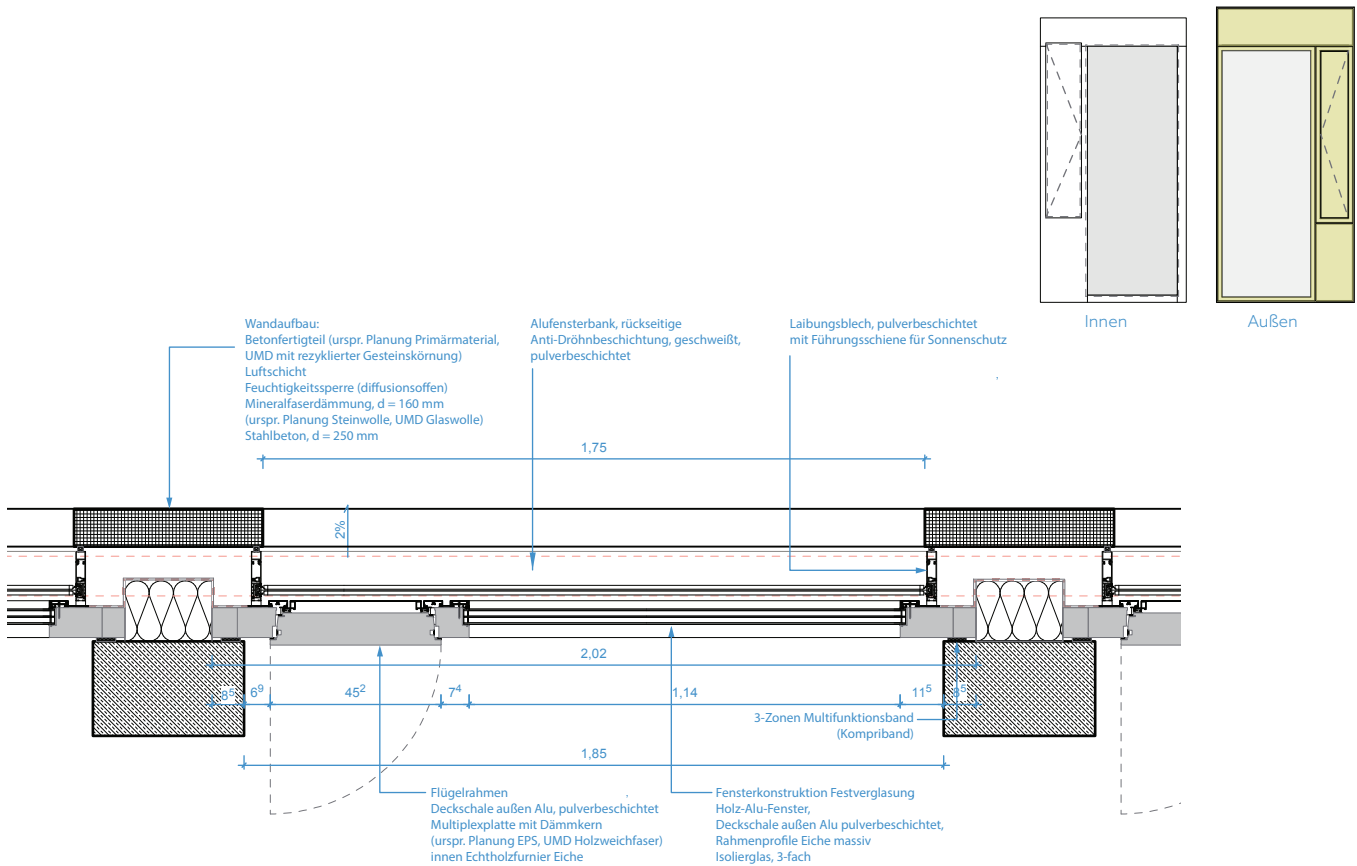 Innen
Außen
Wandaufbau:
Betonfertigteil (urspr. Planung Primärmaterial,
UMD mit rezyklierter Gesteinskörnung)
Luftschicht
Feuchtigkeitssperre (diffusionsoffen)
Mineralfaserdämmung, d = 160 mm
(urspr. Planung Steinwolle, UMD Glaswolle)
Stahlbeton, d = 250 mm
Alufensterbank, rückseitige
Anti-Dröhnbeschichtung, geschweißt,
pulverbeschichtet
Laibungsblech, pulverbeschichtet
mit Führungsschiene für Sonnenschutz
1,75
2%
2,02
8⁵ 6⁹ 45² 7⁴ 1,14 11⁵ 8⁵
3-Zonen Multifunktionsband
(Kompriband)
1,85
Flügelrahmen
Deckschale außen Alu, pulverbeschichtet
Multiplexplatte mit Dämmkern
(urspr. Planung EPS, UMD Holzweichfaser)
innen Echtholzfurnier Eiche
Fensterkonstruktion Festverglasung
Holz-Alu-Fenster,
Deckschale außen Alu pulverbeschichtet,
Rahmenprofile Eiche massiv
Isolierglas, 3-fach